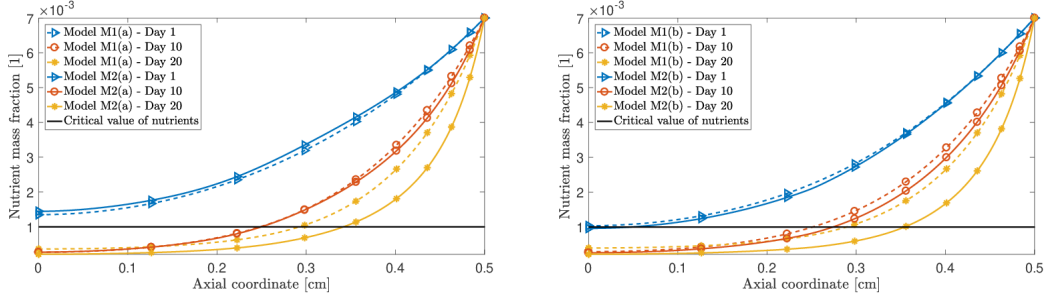 ×10⁻³
7
6
5
4
3
2
1
Nutrient mass fraction [1]
Model M1(a) - Day 1
Model M1(a) - Day 10
Model M1(a) - Day 20
Model M2(a) - Day 1
Model M2(a) - Day 10
Model M2(a) - Day 20
Critical value of nutrients
0 0.1 0.2 0.3 0.4 0.5
Axial coordinate [cm]
×10⁻³
7
6
5
4
3
2
1
Nutrient mass fraction [1]
Model M1(b) - Day 1
Model M1(b) - Day 10
Model M1(b) - Day 20
Model M2(b) - Day 1
Model M2(b) - Day 10
Model M2(b) - Day 20
Critical value of nutrients
0 0.1 0.2 0.3 0.4 0.5
Axial coordinate [cm]